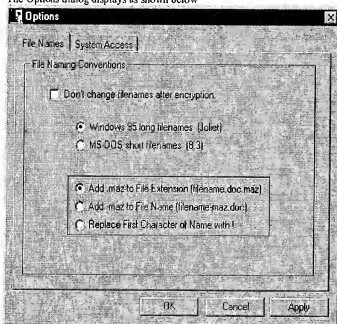 The Options dialog displays as shown below
Options
File Names
System Access
File Naming Conventions
Don't change filenames after encryption.
Windows 95 long filenames (Joliet)
MS-DOS short filenames (8.3)
Add .maz to File Extension (filename.doc.maz)
Add .maz to File Name (filename-maz.doc)
Replace First Character of Name with !
OK
Cancel
Apply